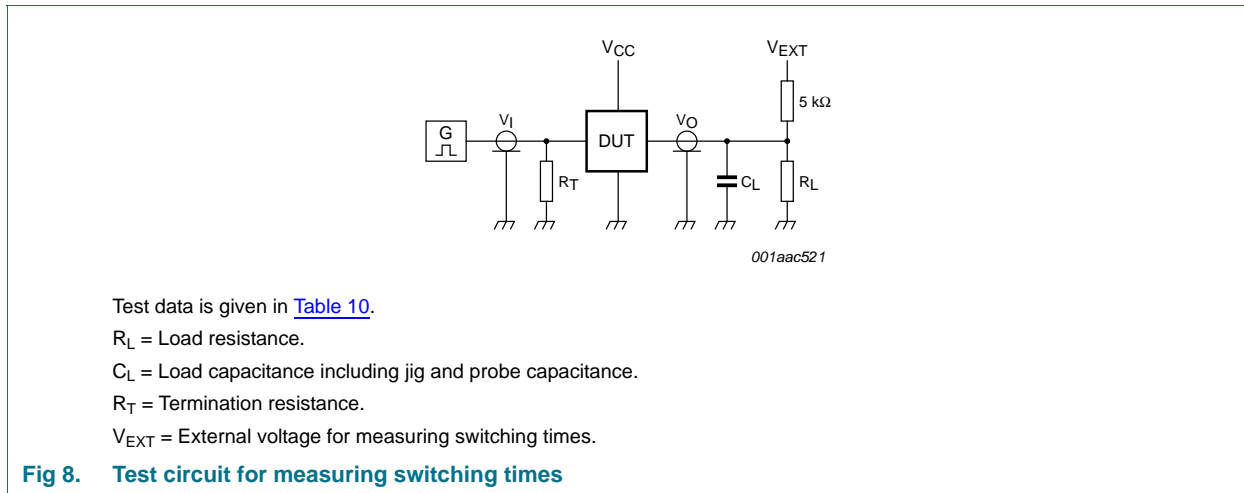 VCC
VEXT
5 kΩ
G
VI
DUT
VO
RT
CL
RL
001aac521
Test data is given in Table 10.
RL = Load resistance.
CL = Load capacitance including jig and probe capacitance.
RT = Termination resistance.
VEXT = External voltage for measuring switching times.
Fig 8. Test circuit for measuring switching times